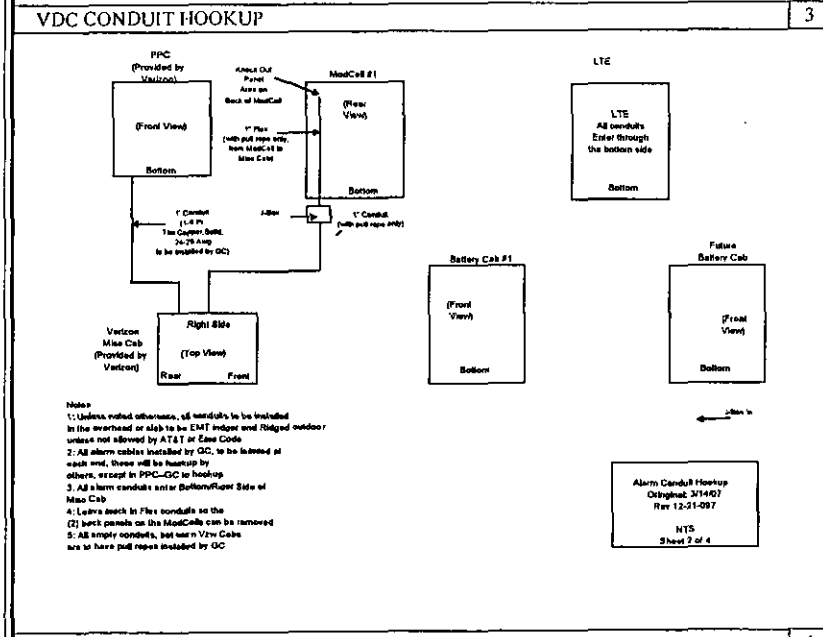 VDC CONDUIT HOOKUP
3
PPC
(Provided by
Verizon)
(Front View)
Bottom
Knock Out
Panel
Area on
Back of ModCell
1" Flex
(with pull rope only,
from ModCell to
Misc Cab)
ModCell #1
(Rear
View)
Bottom
LTE
LTE
All conduits
Enter through
the bottom side
Bottom
1" Conduit
to be installed by GC)
J-Box
1" Conduit
(with pull rope only)
Verizon
Misc Cab
(Provided by
Verizon)
Right Side
(Top View)
Rear
Front
Battery Cab #1
(Front
View)
Bottom
Future
Battery Cab
(Front
View)
Bottom
Notes
1: Unless noted otherwise, all conduits to be installed
in the overhead or slab to be EMT indoor and Ridged outdoor
unless not allowed by AT&T or Code
2: All alarm cables installed by GC, to be labeled at
each end, these will be hookup by
others, except in PPC--GC to hookup
3: All alarm conduits enter Bottom/Right Side of
Misc Cab
4: Leave slack in Flex conduits so the
(2) back panels on the ModCells can be removed
5: All empty conduits, between Vzw Cabs
are to have pull ropes installed by GC
Alarm Conduit Hookup
Original: 3/14/07
Rev 12-21-097
NTS
Sheet 2 of 4